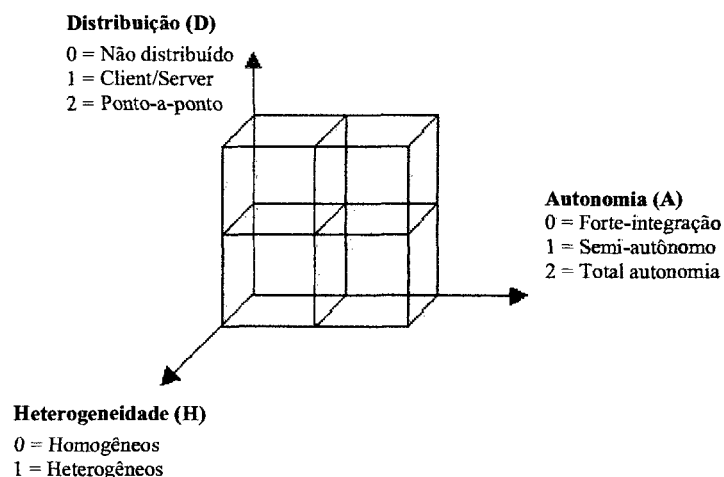 Distribuição (D)
0 = Não distribuído
1 = Client/Server
2 = Ponto-a-ponto
Autonomia (A)
0 = Forte-integração
1 = Semi-autônomo
2 = Total autonomia
Heterogeneidade (H)
0 = Homogêneos
1 = Heterogêneos